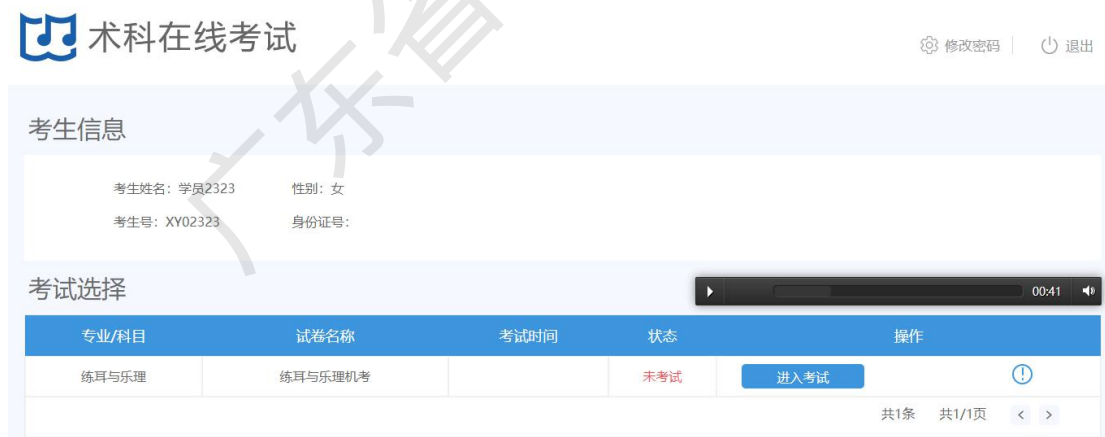 术科在线考试
修改密码 退出
广东省
考生信息
考生姓名：学员2323 性别：女
考生号：XY02323 身份证号：
考试选择
00:41
专业/科目 试卷名称 考试时间 状态 操作
练耳与乐理 练耳与乐理机考 未考试 进入考试
共1条 共1/1页 < >